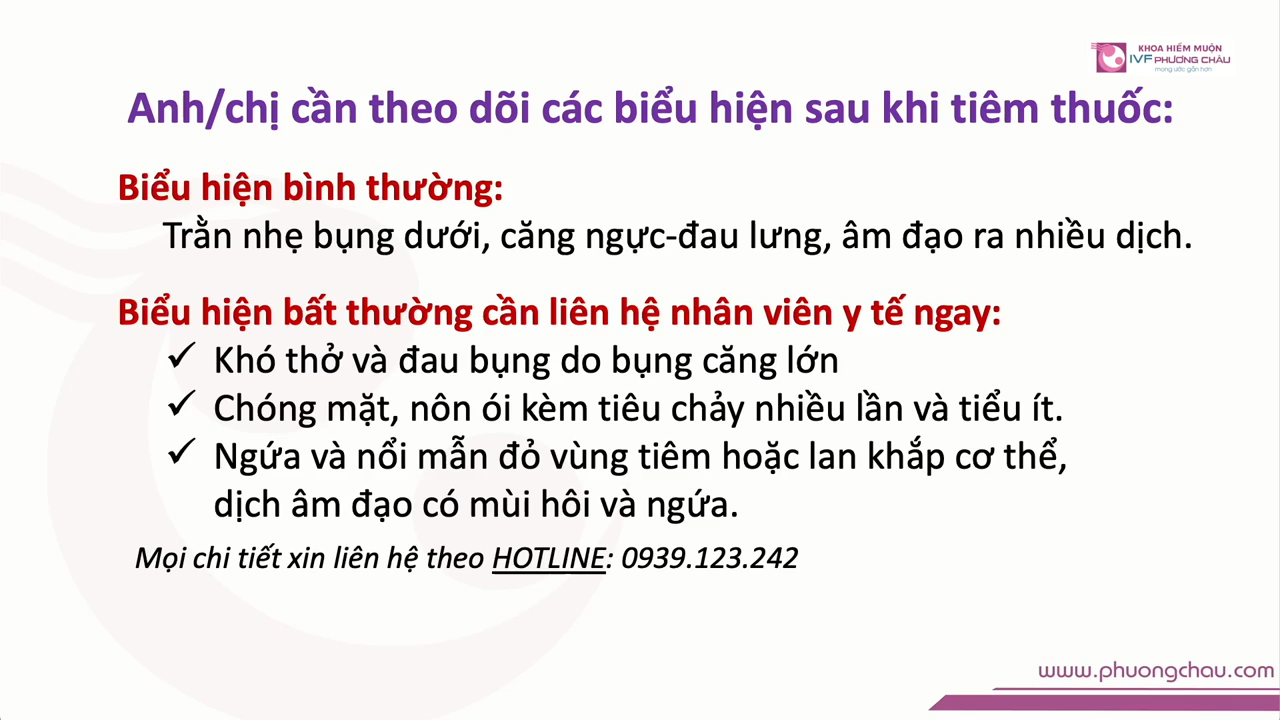 KHOA HIẾM MUỘN
IVF PHƯƠNG CHÂU
mong ước gần hơn
Anh/chị cần theo dõi các biểu hiện sau khi tiêm thuốc:
Biểu hiện bình thường:
Trằn nhẹ bụng dưới, căng ngực-đau lưng, âm đạo ra nhiều dịch.
Biểu hiện bất thường cần liên hệ nhân viên y tế ngay:
✓ Khó thở và đau bụng do bụng căng lớn
✓ Chóng mặt, nôn ói kèm tiêu chảy nhiều lần và tiểu ít.
✓ Ngứa và nổi mẫn đỏ vùng tiêm hoặc lan khắp cơ thể,
dịch âm đạo có mùi hôi và ngứa.
Mọi chi tiết xin liên hệ theo HOTLINE: 0939.123.242
www.phuongchau.com